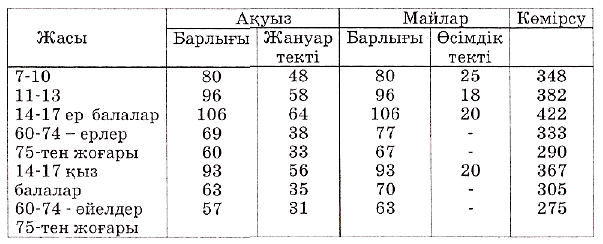 Жасы Ақуыз Майлар Көмірсу
Барлығы Жануар Барлығы Өсімдік
текті текті
7-10 80 48 80 25 348
11-13 96 58 96 18 382
14-17 ер балалар 106 64 106 20 422
60-74 – ерлер 69 38 77 - 333
75-тен жоғары 60 33 67 - 290
14-17 қыз 93 56 93 20 367
балалар 63 35 70 - 305
60-74 - әйелдер 57 31 63 - 275
75-тен жоғары